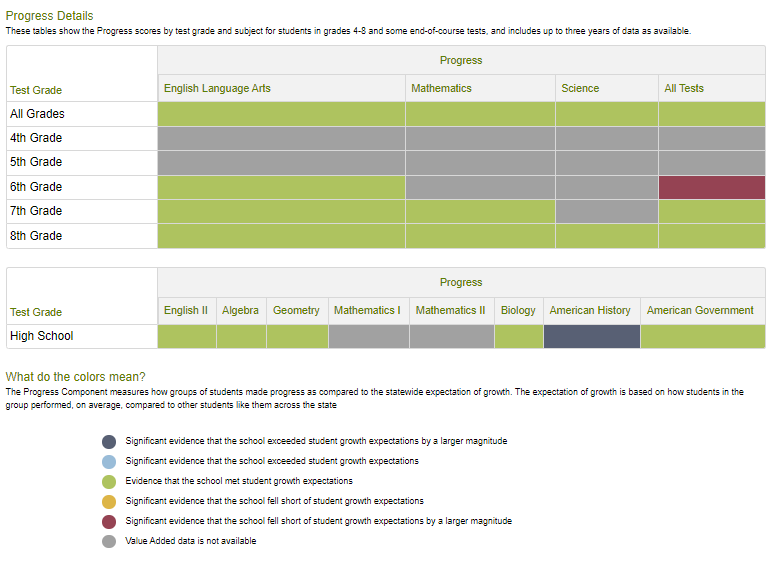 Progress Details
These tables show the Progress scores by test grade and subject for students in grades 4-8 and some end-of-course tests, and includes up to three years of data as available.
Progress
Test Grade English Language Arts Mathematics Science All Tests
All Grades
4th Grade
5th Grade
6th Grade
7th Grade
8th Grade
Progress
Test Grade English II Algebra Geometry Mathematics I Mathematics II Biology American History American Government
High School
What do the colors mean?
The Progress Component measures how groups of students made progress as compared to the statewide expectation of growth. The expectation of growth is based on how students in the
group performed, on average, compared to other students like them across the state
Significant evidence that the school exceeded student growth expectations by a larger magnitude
Significant evidence that the school exceeded student growth expectations
Evidence that the school met student growth expectations
Significant evidence that the school fell short of student growth expectations
Significant evidence that the school fell short of student growth expectations by a larger magnitude
Value Added data is not available